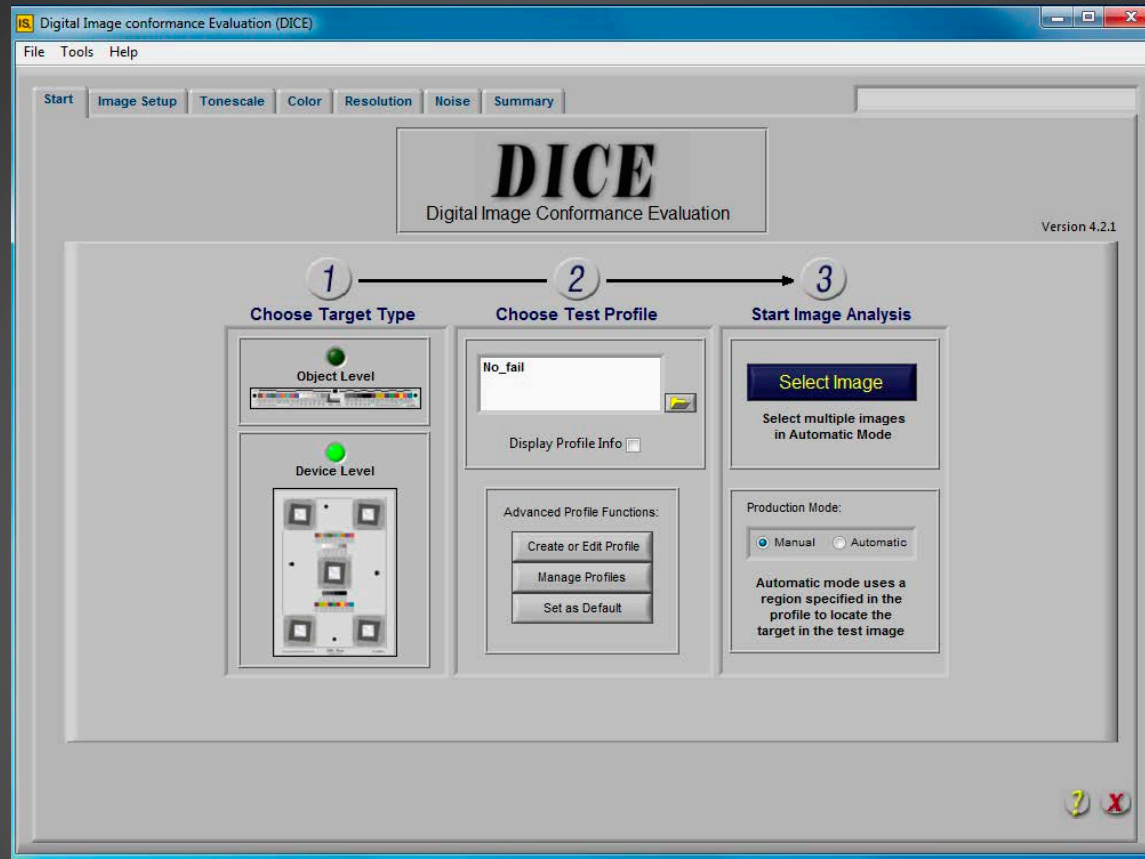 IS
Digital Image conformance Evaluation (DICE)
File Tools Help
Start Image Setup Tonescale Color Resolution Noise Summary
DICE
Digital Image Conformance Evaluation
Version 4.2.1
1 2 3
Choose Target Type
Object Level
Device Level
Choose Test Profile
No_fail
Display Profile Info
Advanced Profile Functions:
Create or Edit Profile
Manage Profiles
Set as Default
Start Image Analysis
Select Image
Select multiple images
in Automatic Mode
Production Mode:
Manual Automatic
Automatic mode uses a
region specified in the
profile to locate the
target in the test image
?
X